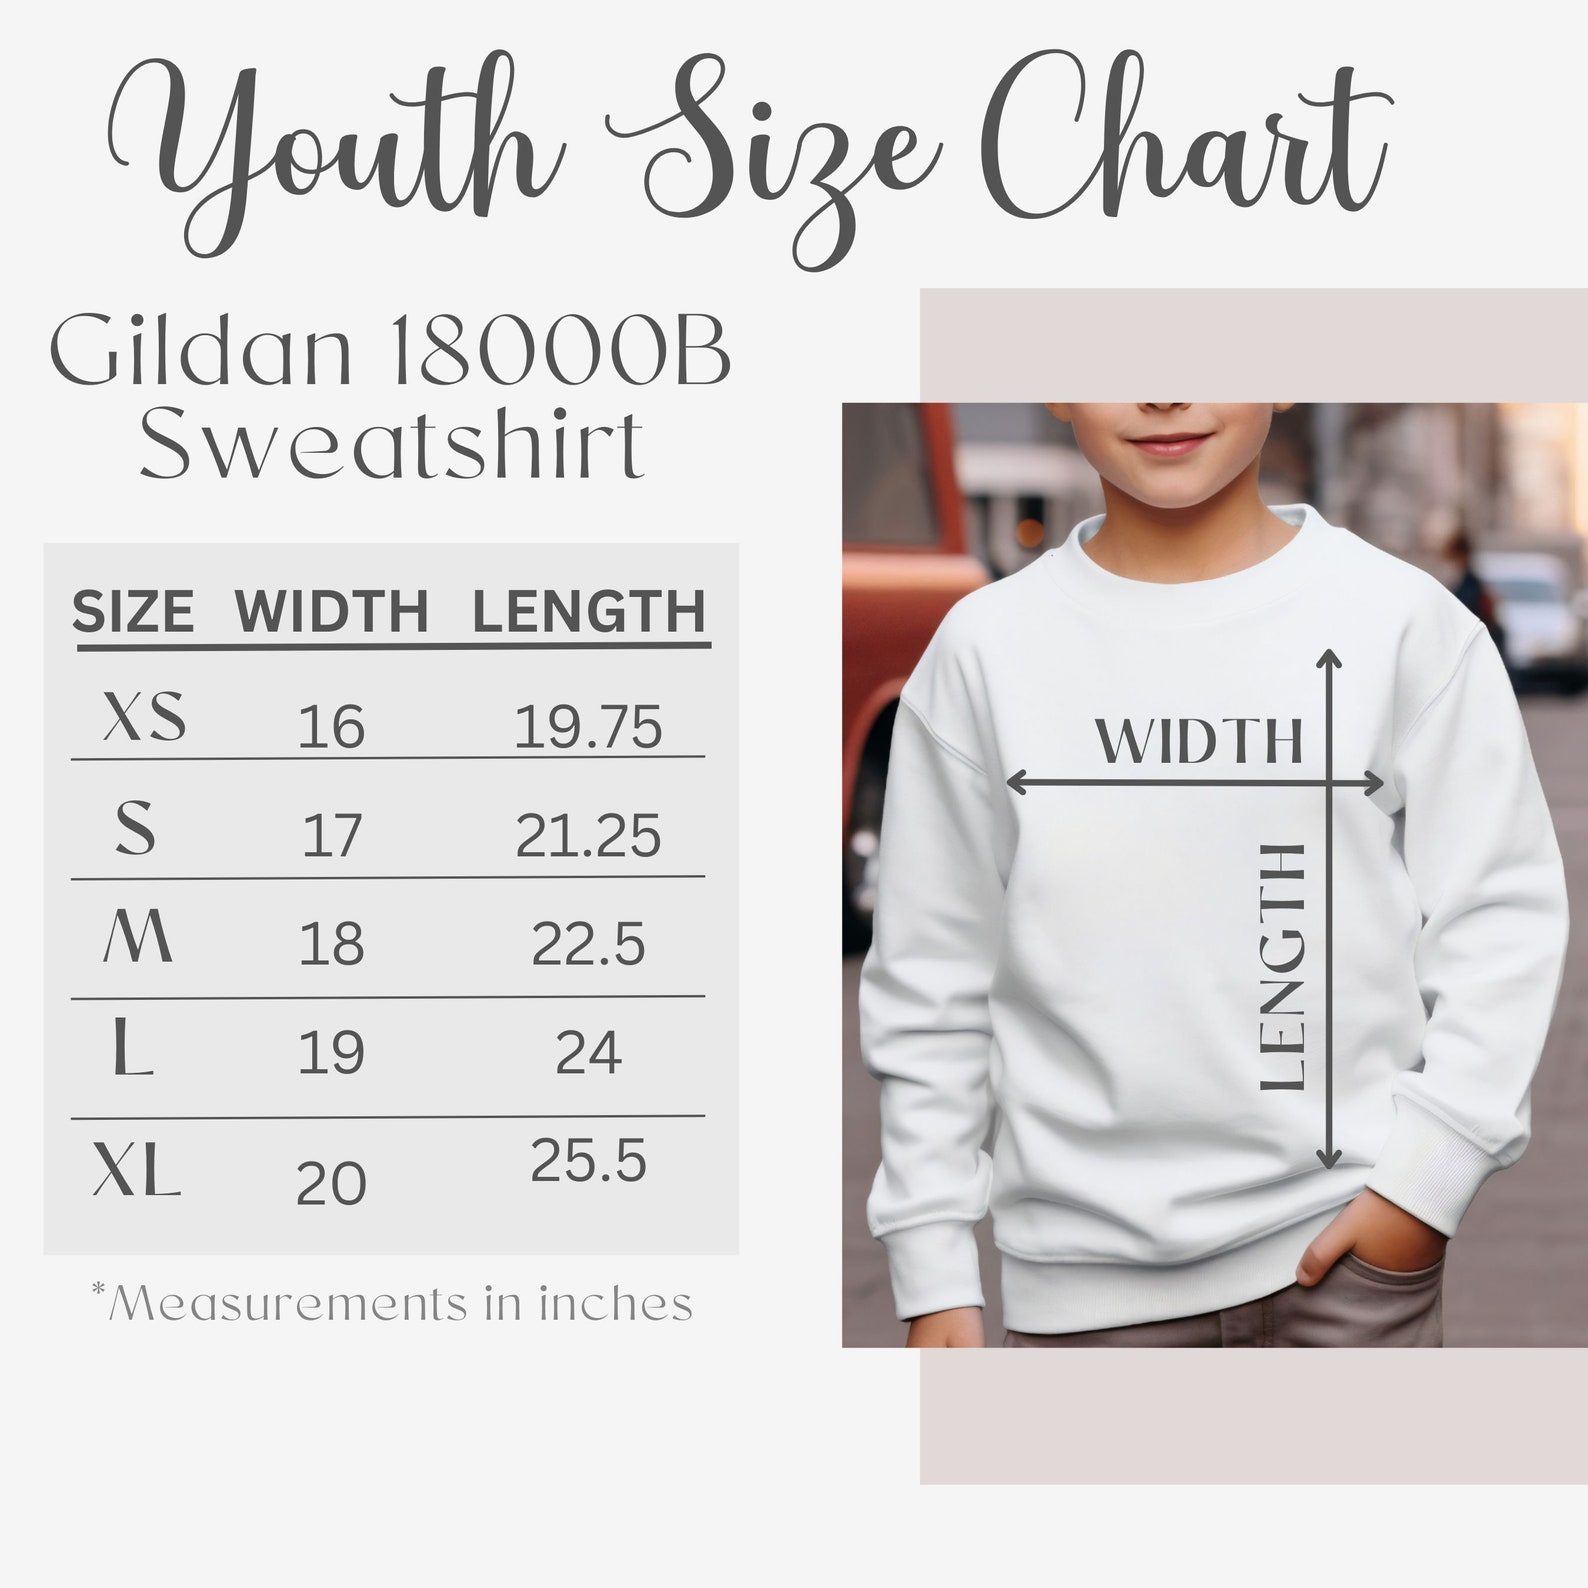 Youth Size Chart
Gildan 18000B
Sweatshirt
SIZE WIDTH LENGTH
XS 16 19.75
S 17 21.25
M 18 22.5
L 19 24
XL 20 25.5
*Measurements in inches
WIDTH
LENGTH